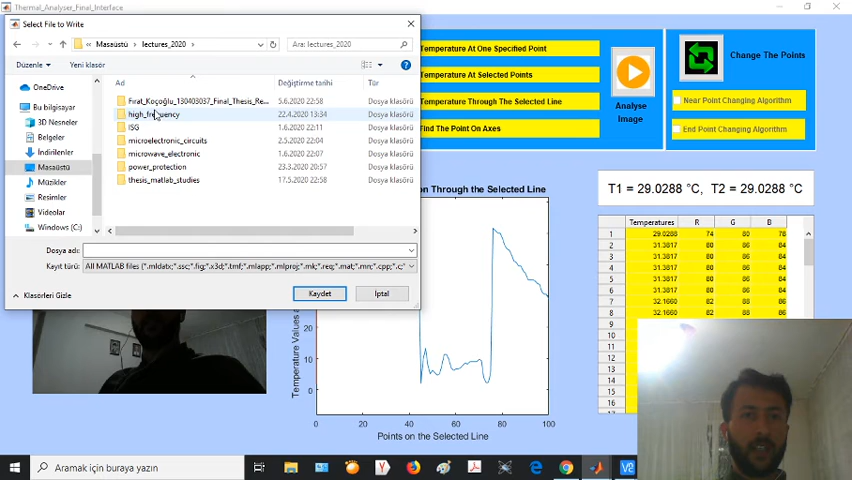 Thermal_Analyser_Final_Interface
Select File to Write
Masaüstü > lectures_2020 >
Ara: lectures_2020
Düzenle
Yeni klasör
OneDrive
Bu bilgisayar
3D Nesneler
Belgeler
İndirilenler
Masaüstü
Müzikler
Resimler
Videolar
Windows (C:)
Ad
Değiştirme tarihi
Tür
Fırat_Koçoğlu_130403037_Final_Thesis_Re...
5.6.2020 22:58
Dosya klasörü
high_frequency
22.4.2020 13:34
Dosya klasörü
ISG
1.6.2020 22:11
Dosya klasörü
microelectronic_circuits
2.5.2020 22:04
Dosya klasörü
microwave_electronic
1.6.2020 22:07
Dosya klasörü
power_protection
23.3.2020 20:57
Dosya klasörü
thesis_matlab_studies
17.5.2020 22:58
Dosya klasörü
Dosya adı:
Kayıt türü:
All MATLAB files (*.mldatx;*.ssc;*.fig;*.x3d;*.tmf;*.mlapp;*.mlproj;*.mk;*.req;*.mat;*.mn;*.cpp;*.c;*
Klasörleri Gizle
Kaydet
İptal
Temperature At One Specified Point
Temperature At Selected Points
Temperature Through The Selected Line
Find The Point On Axes
Analyse
Image
Change The Points
Near Point Changing Algorithm
End Point Changing Algorithm
on Through the Selected Line
T1 = 29.0288 °C, T2 = 29.0288 °C
Temperatures R G B
1 29.0288 74 80 78
2 31.3817 80 86 84
3 31.3817 80 86 84
4 31.3817 80 86 84
5 31.3817 80 86 84
6 31.3817 80 86 84
7 32.1660 82 88 86
8 32.1660 82 88 86
9
10
11
12
13
14
15
16
Temperature Values
20
10
0
0 20 40 60 80 100
Points on the Selected Line
Aramak için buraya yazın